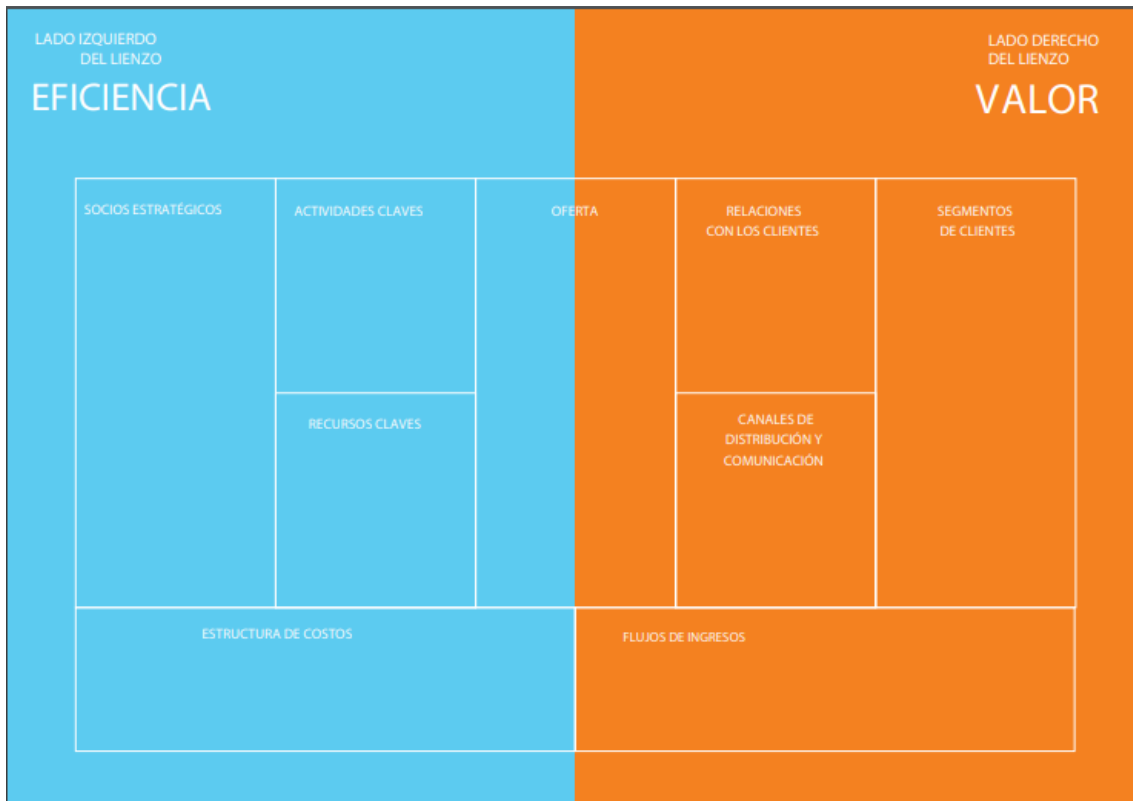 LADO IZQUIERDO
DEL LIENZO
EFICIENCIA
LADO DERECHO
DEL LIENZO
VALOR
SOCIOS ESTRATÉGICOS
ACTIVIDADES CLAVES
OFERTA
RELACIONES
CON LOS CLIENTES
SEGMENTOS
DE CLIENTES
RECURSOS CLAVES
CANALES DE
DISTRIBUCIÓN Y
COMUNICACIÓN
ESTRUCTURA DE COSTOS
FLUJOS DE INGRESOS